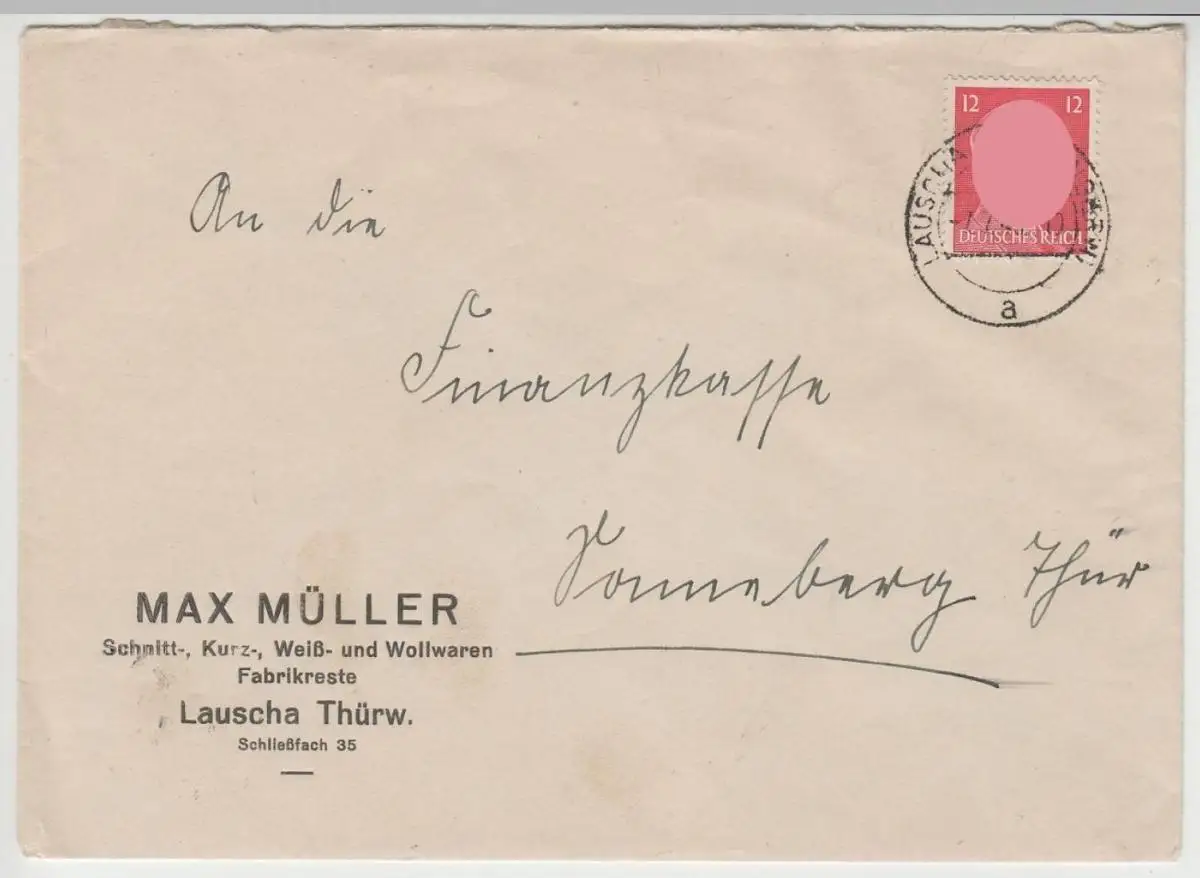 12 12
DEUTSCHES REICH
LAUSCHA
a
An die
Finanzkasse
Sonneberg Thür
MAX MÜLLER
Schnitt-, Kurz-, Weiß- und Wollwaren
Fabrikreste
Lauscha Thürw.
Schließfach 35